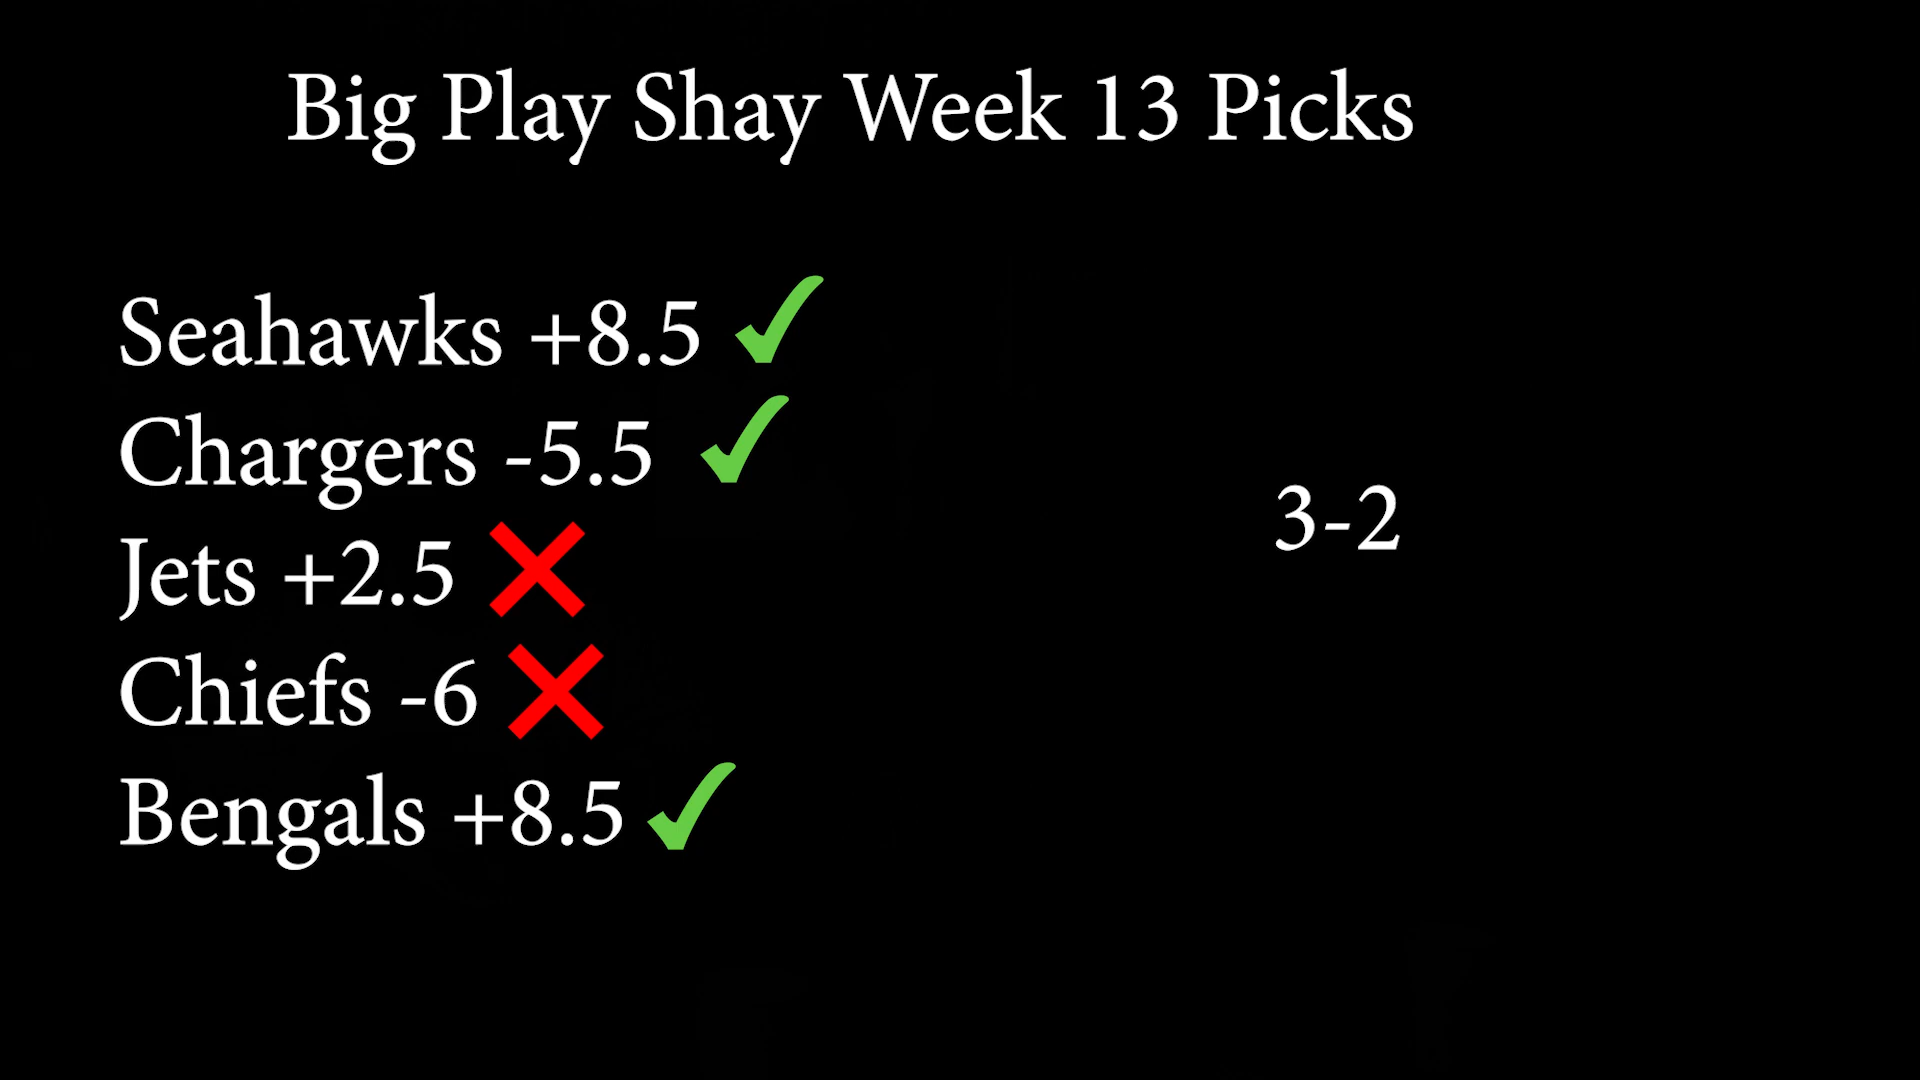 Big Play Shay Week 13 Picks
Seahawks +8.5
Chargers -5.5
Jets +2.5
Chiefs -6
Bengals +8.5
3-2